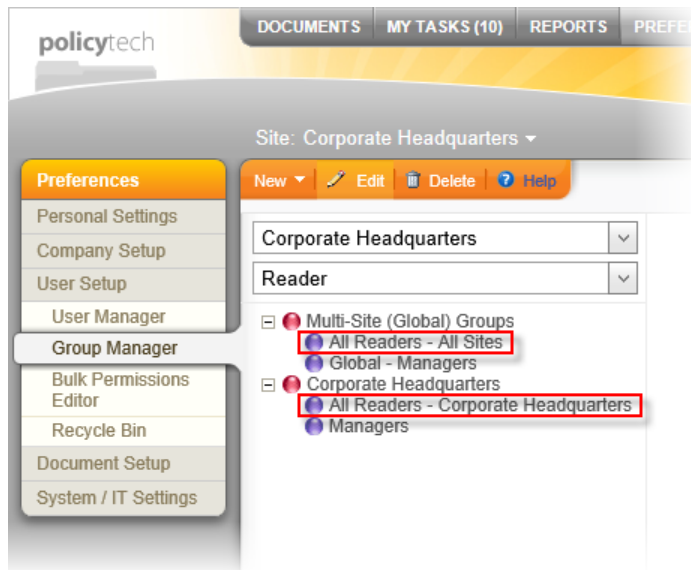 policytech
DOCUMENTS MY TASKS (10) REPORTS
Site: Corporate Headquarters
Preferences
New Edit Delete Help
Personal Settings
Company Setup
User Setup
User Manager
Group Manager
Bulk Permissions
Editor
Recycle Bin
Document Setup
System / IT Settings
Corporate Headquarters
Reader
Multi-Site (Global) Groups
All Readers - All Sites
Global - Managers
Corporate Headquarters
All Readers - Corporate Headquarters
Managers